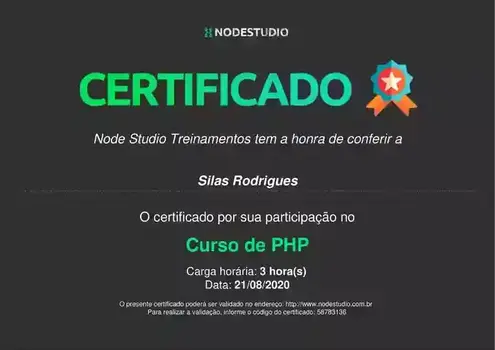 NODESTUDIO
CERTIFICADO
Node Studio Treinamentos tem a honra de conferir a
Silas Rodrigues
O certificado por sua participação no
Curso de PHP
Carga horária: 3 hora(s)
Data: 21/08/2020
O presente certificado poderá ser validado no endereço: http://www.nodestudio.com.br
Para realizar a validação, informe o código do certificado: 56783136